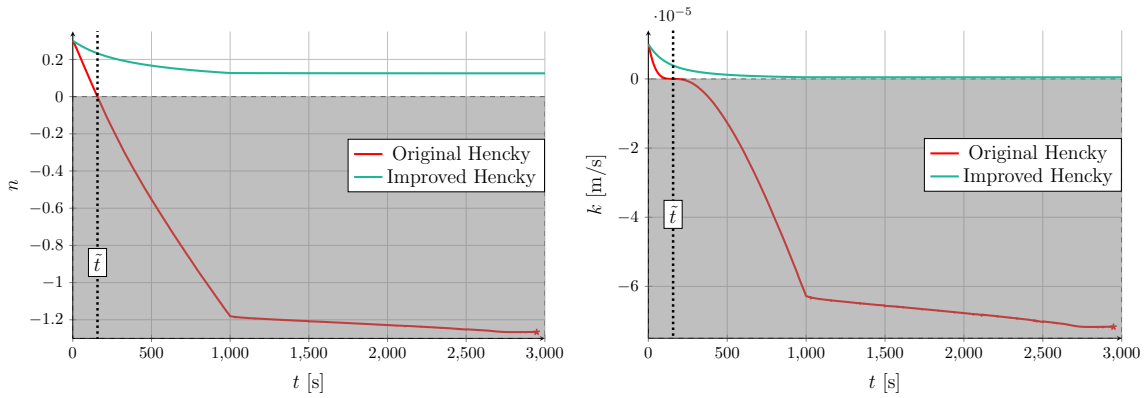 0.2
0
−0.2
−0.4
−0.6
−0.8
−1
−1.2
n
Original Hencky
Improved Hencky
t̃
0
500
1,000
1,500
2,000
2,500
3,000
t [s]
·10⁻⁵
0
−2
−4
−6
k [m/s]
Original Hencky
Improved Hencky
t̃
0
500
1,000
1,500
2,000
2,500
3,000
t [s]